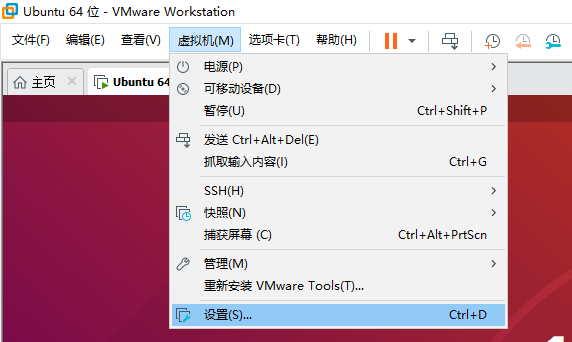 Ubuntu 64 位 - VMware Workstation
文件(F) 编辑(E) 查看(V) 虚拟机(M) 选项卡(T) 帮助(H)
主页 Ubuntu 64
电源(P)
可移动设备(D)
暂停(U) Ctrl+Shift+P
发送 Ctrl+Alt+Del(E)
抓取输入内容(I) Ctrl+G
SSH(H)
快照(N)
捕获屏幕 (C) Ctrl+Alt+PrtScn
管理(M)
重新安装 VMware Tools(T)...
设置(S)... Ctrl+D